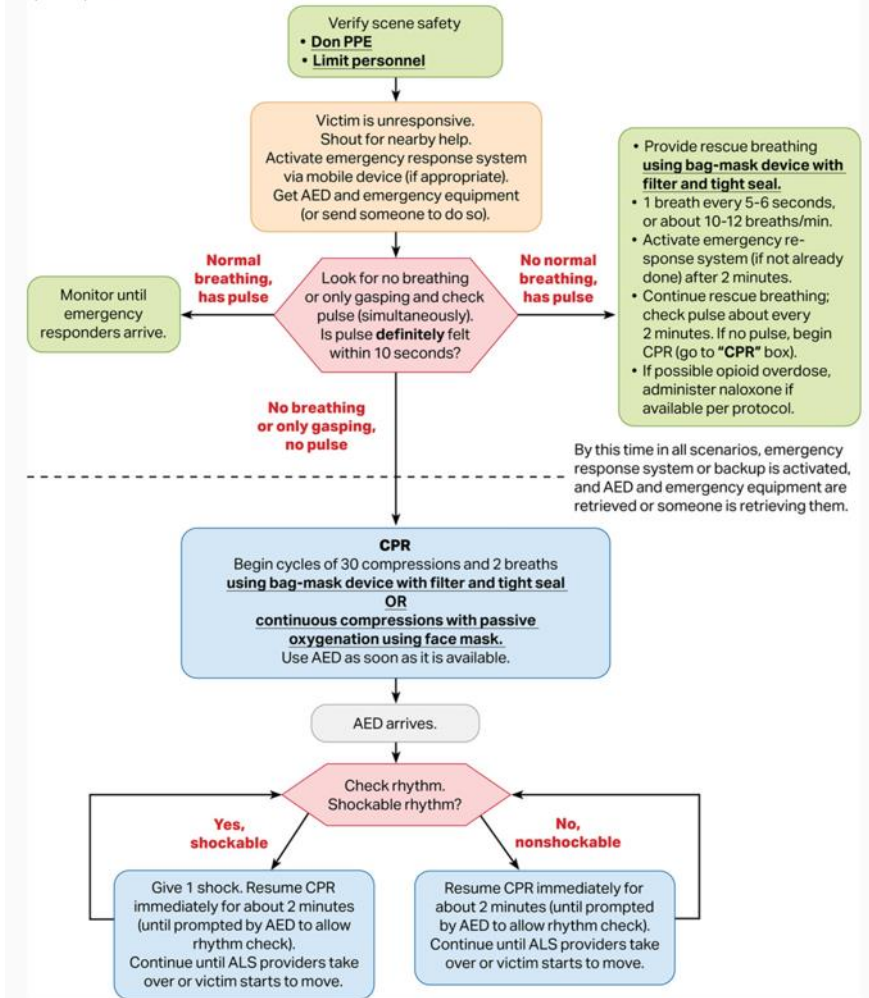 Verify scene safety
• Don PPE
• Limit personnel
Victim is unresponsive.
Shout for nearby help.
Activate emergency response system
via mobile device (if appropriate).
Get AED and emergency equipment
(or send someone to do so).
Normal
breathing,
has pulse
Monitor until
emergency
responders arrive.
Look for no breathing
or only gasping and check
pulse (simultaneously).
Is pulse definitely felt
within 10 seconds?
No normal
breathing,
has pulse
• Provide rescue breathing
using bag-mask device with
filter and tight seal.
• 1 breath every 5-6 seconds,
or about 10-12 breaths/min.
• Activate emergency re-
sponse system (if not already
done) after 2 minutes.
• Continue rescue breathing;
check pulse about every
2 minutes. If no pulse, begin
CPR (go to "CPR" box).
• If possible opioid overdose,
administer naloxone if
available per protocol.
No breathing
or only gasping,
no pulse
By this time in all scenarios, emergency
response system or backup is activated,
and AED and emergency equipment are
retrieved or someone is retrieving them.
CPR
Begin cycles of 30 compressions and 2 breaths
using bag-mask device with filter and tight seal
OR
continuous compressions with passive
oxygenation using face mask.
Use AED as soon as it is available.
AED arrives.
Check rhythm.
Shockable rhythm?
Yes,
shockable
No,
nonshockable
Give 1 shock. Resume CPR
immediately for about 2 minutes
(until prompted by AED to allow
rhythm check).
Continue until ALS providers take
over or victim starts to move.
Resume CPR immediately for
about 2 minutes (until prompted
by AED to allow rhythm check).
Continue until ALS providers take
over or victim starts to move.